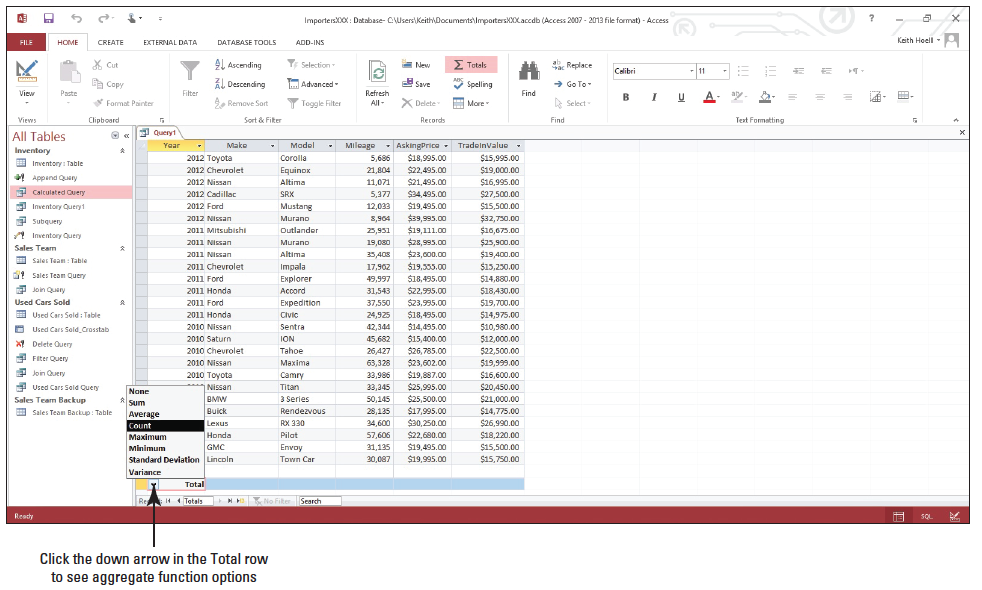 ImportersXXX : Database- C:\Users\Keith\Documents\ImportersXXX.accdb (Access 2007 - 2013 file format) - Access
Keith Hoell
FILE HOME CREATE EXTERNAL DATA DATABASE TOOLS ADD-INS
View
Views
Paste
Cut
Copy
Format Painter
Clipboard
Filter
Ascending
Descending
Remove Sort
Selection
Advanced
Toggle Filter
Sort & Filter
Refresh All
New
Save
Delete
Totals
Spelling
More
Records
Find
Replace
Go To
Select
Find
Calibri 11
B I U A
Text Formatting
All Tables
Inventory
Inventory : Table
Append Query
Calculated Query
Inventory Query1
Subquery
Inventory Query
Sales Team
Sales Team : Table
Sales Team Query
Join Query
Used Cars Sold
Used Cars Sold : Table
Used Cars Sold_Crosstab
Delete Query
Filter Query
Join Query
Used Cars Sold Query
Sales Team Backup
Sales Team Backup : Table
Query1
Year Make Model Mileage AskingPrice TradeInValue
2012 Toyota Corolla 5,686 $18,995.00 $15,995.00
2012 Chevrolet Equinox 21,804 $22,495.00 $19,000.00
2012 Nissan Altima 11,071 $21,495.00 $16,995.00
2012 Cadillac SRX 5,377 $34,495.00 $27,500.00
2012 Ford Mustang 12,033 $19,495.00 $15,500.00
2012 Nissan Murano 8,964 $39,995.00 $32,750.00
2011 Mitsubishi Outlander 25,951 $19,111.00 $16,675.00
2011 Nissan Murano 19,080 $28,995.00 $25,900.00
2011 Nissan Altima 35,408 $23,600.00 $19,400.00
2011 Chevrolet Impala 17,962 $19,555.00 $15,250.00
2011 Ford Explorer 49,997 $18,495.00 $14,880.00
2011 Honda Accord 31,543 $22,995.00 $18,430.00
2011 Ford Expedition 37,550 $23,995.00 $19,700.00
2011 Honda Civic 24,925 $18,495.00 $14,975.00
2010 Nissan Sentra 42,344 $14,495.00 $10,980.00
2010 Saturn ION 45,682 $15,400.00 $12,000.00
2010 Chevrolet Tahoe 26,427 $26,785.00 $22,500.00
2010 Nissan Maxima 63,328 $23,602.00 $19,999.00
2010 Toyota Camry 33,986 $19,887.00 $16,600.00
Nissan Titan 33,345 $25,995.00 $20,450.00
BMW 3 Series 50,145 $25,500.00 $21,000.00
Buick Rendezvous 28,135 $17,995.00 $14,775.00
Lexus RX 330 34,600 $30,250.00 $26,990.00
Honda Pilot 57,606 $22,680.00 $18,220.00
GMC Envoy 31,135 $19,495.00 $15,500.00
Lincoln Town Car 30,087 $19,995.00 $15,750.00
None
Sum
Average
Count
Maximum
Minimum
Standard Deviation
Variance
Total
Totals No Filter Search
Ready SQL
Click the down arrow in the Total row
to see aggregate function options